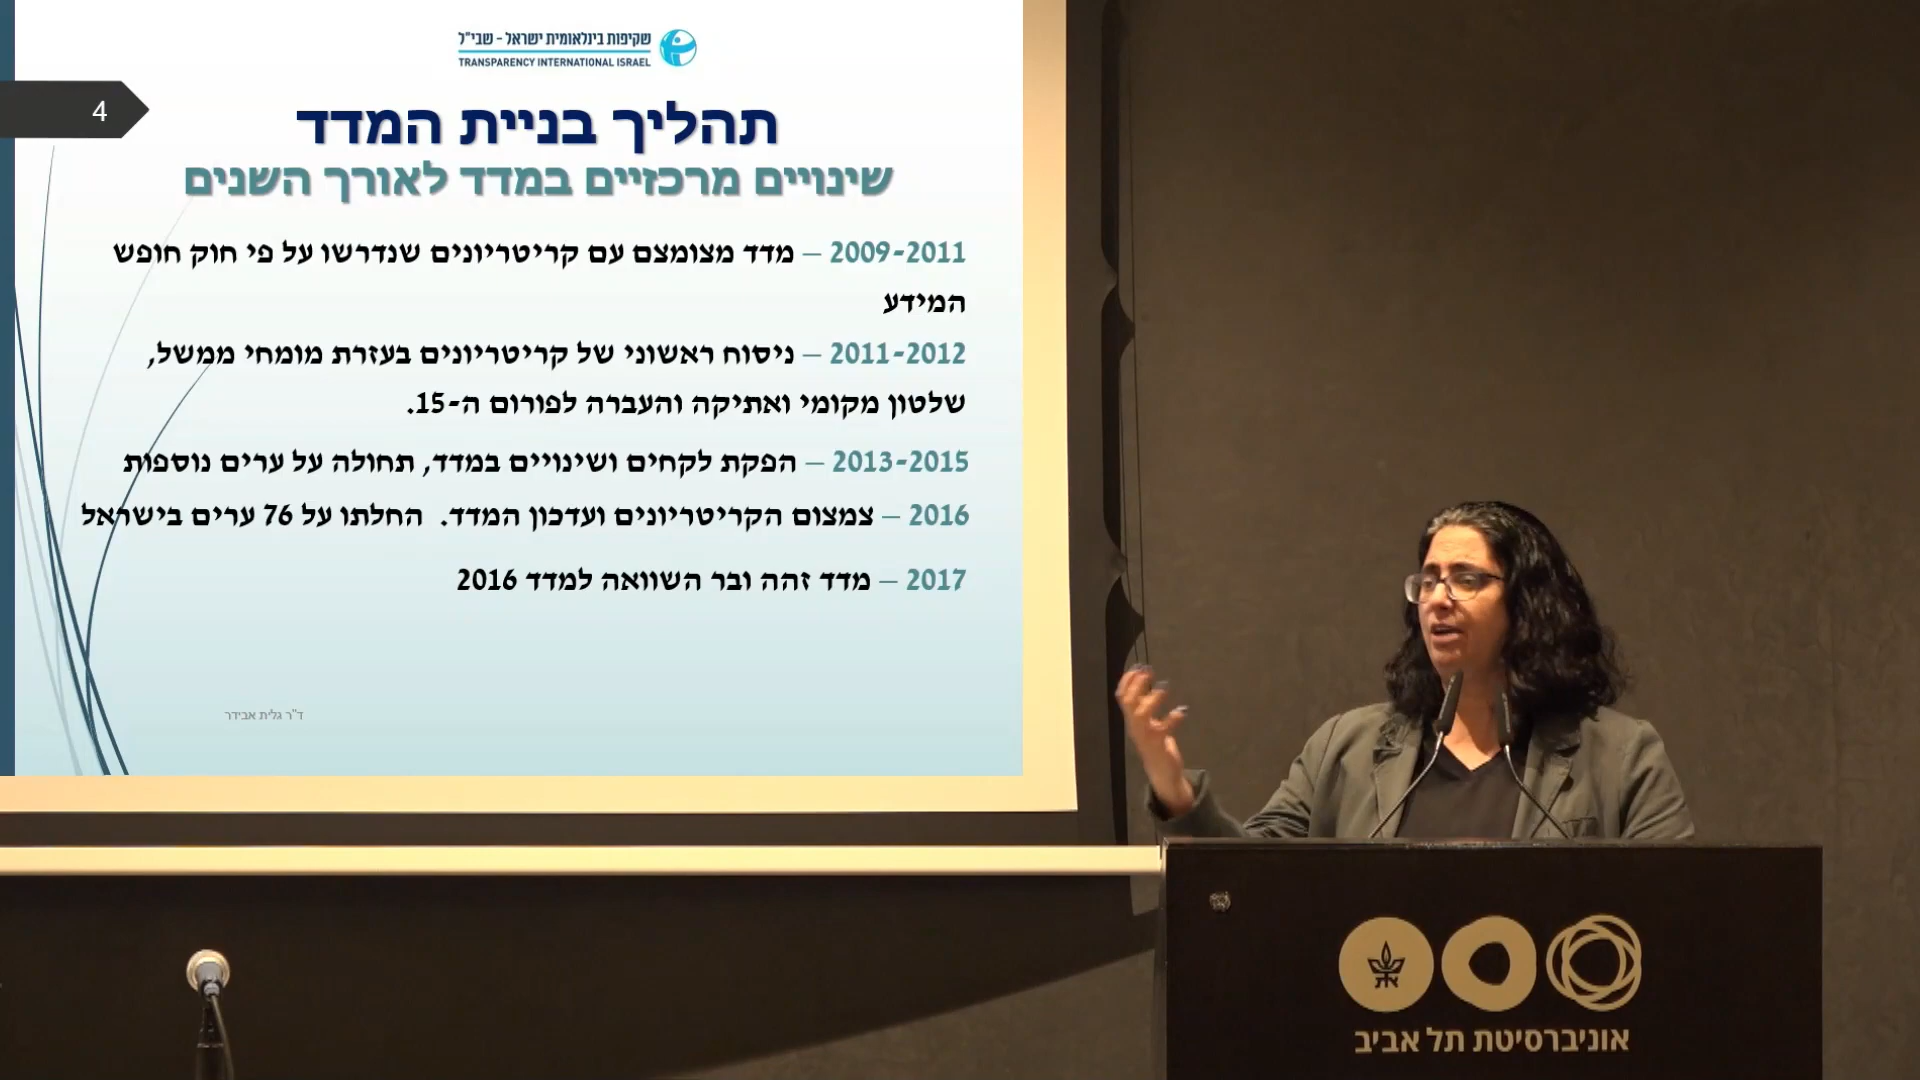 שקיפות בינלאומית ישראל - שבי"ל
TRANSPARENCY INTERNATIONAL ISRAEL
4
תהליך בניית המדד
שינויים מרכזיים במדד לאורך השנים
2009-2011 – מדד מצומצם עם קריטריונים שנדרשו על פי חוק חופש
המידע
2011-2012 – ניסוח ראשוני של קריטריונים בעזרת מומחי ממשל,
שלטון מקומי ואתיקה והעברה לפורום ה-15.
2013-2015 – הפקת לקחים ושינויים במדד, תחולה על ערים נוספות
2016 – צמצום הקריטריונים ועדכון המדד. החלתו על 76 ערים בישראל
2017 – מדד זהה ובר השוואה למדד 2016
ד"ר גלית אבידר
אוניברסיטת תל אביב